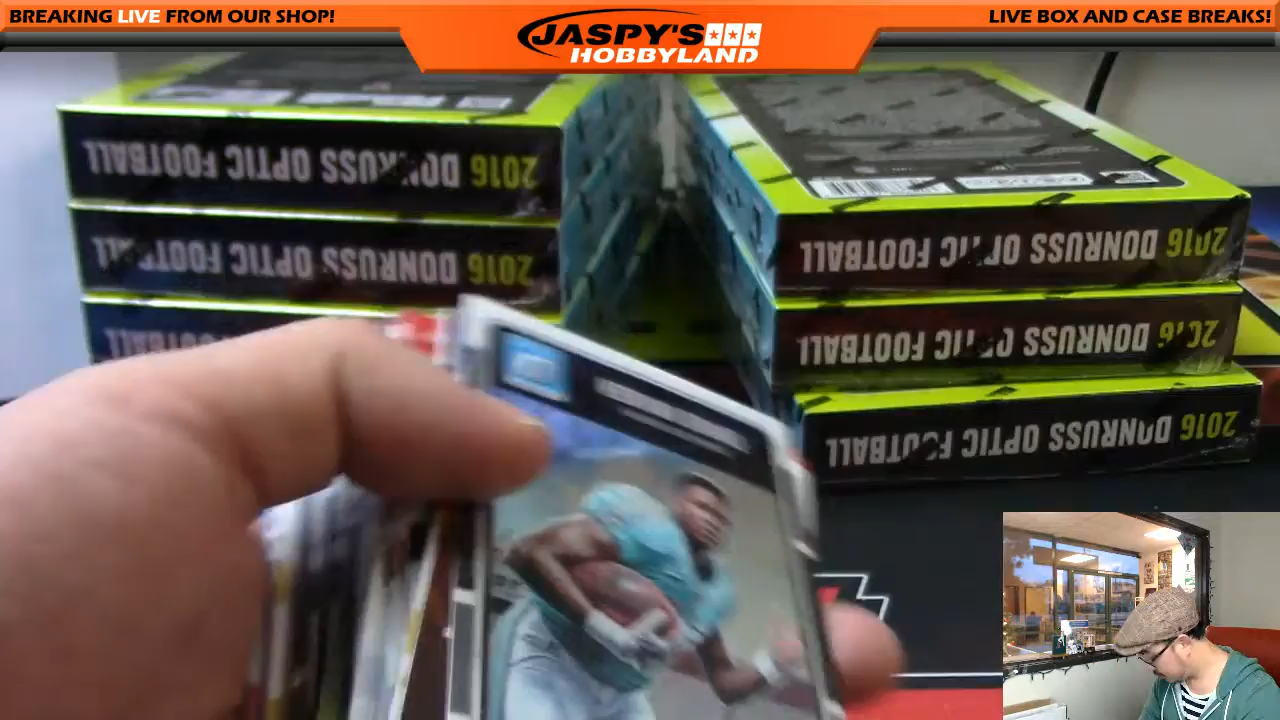 BREAKING LIVE FROM OUR SHOP!
JASPY'S
HOBBYLAND
LIVE BOX AND CASE BREAKS!
2016 DONRUSS OPTIC FOOTBALL
2016 DONRUSS OPTIC FOOTBALL
2016 DONRUSS OPTIC FOOTBALL
2016 DONRUSS OPTIC FOOTBALL
2016 DONRUSS OPTIC FOOTBALL